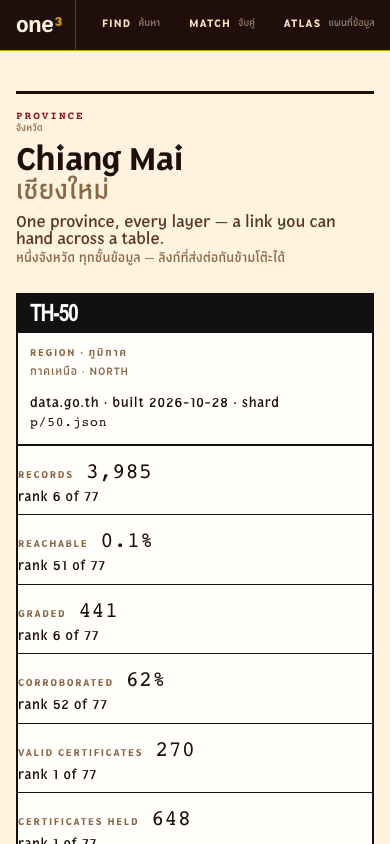 one³
FIND ค้นหา MATCH จับคู่ ATLAS แผนที่ข้อมูล
PROVINCE
จังหวัด
Chiang Mai
เชียงใหม่
One province, every layer — a link you can
hand across a table.
หนึ่งจังหวัด ทุกชั้นข้อมูล — ลิงก์ที่ส่งต่อกันข้ามโต๊ะได้
TH-50
REGION · ภูมิภาค
ภาคเหนือ · NORTH
data.go.th · built 2026-10-28 · shard
p/50.json
RECORDS 3,985
rank 6 of 77
REACHABLE 0.1%
rank 51 of 77
GRADED 441
rank 6 of 77
CORROBORATED 62%
rank 52 of 77
VALID CERTIFICATES 270
rank 1 of 77
CERTIFICATES HELD 648
rank 1 of 77